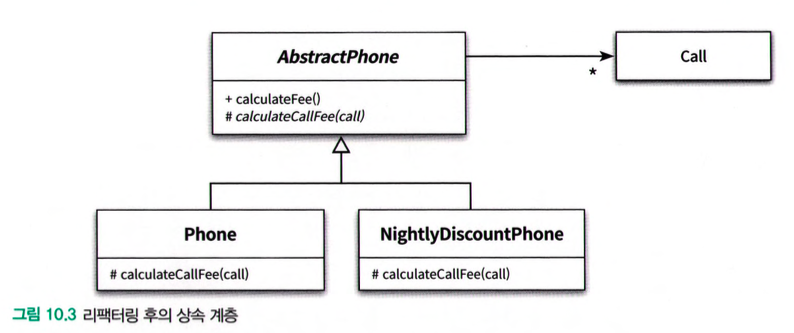 AbstractPhone
+ calculateFee()
# calculateCallFee(call)
*
Call
Phone
# calculateCallFee(call)
NightlyDiscountPhone
# calculateCallFee(call)
그림 10.3 리팩터링 후의 상속 계층